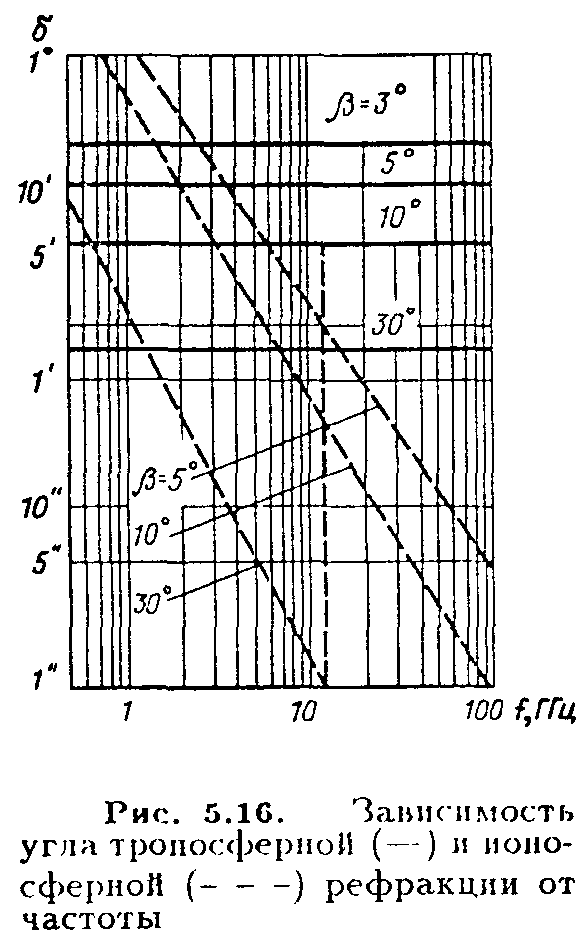 б
1°
β=3°
5°
10'
10°
5'
30°
1'
β=5°
10"
10°
5"
30°
1"
1 10 100 f, ГГц
Рис. 5.16. Зависимость
угла тропосферной (—) и ионо-
сферной (- - -) рефракции от
частоты